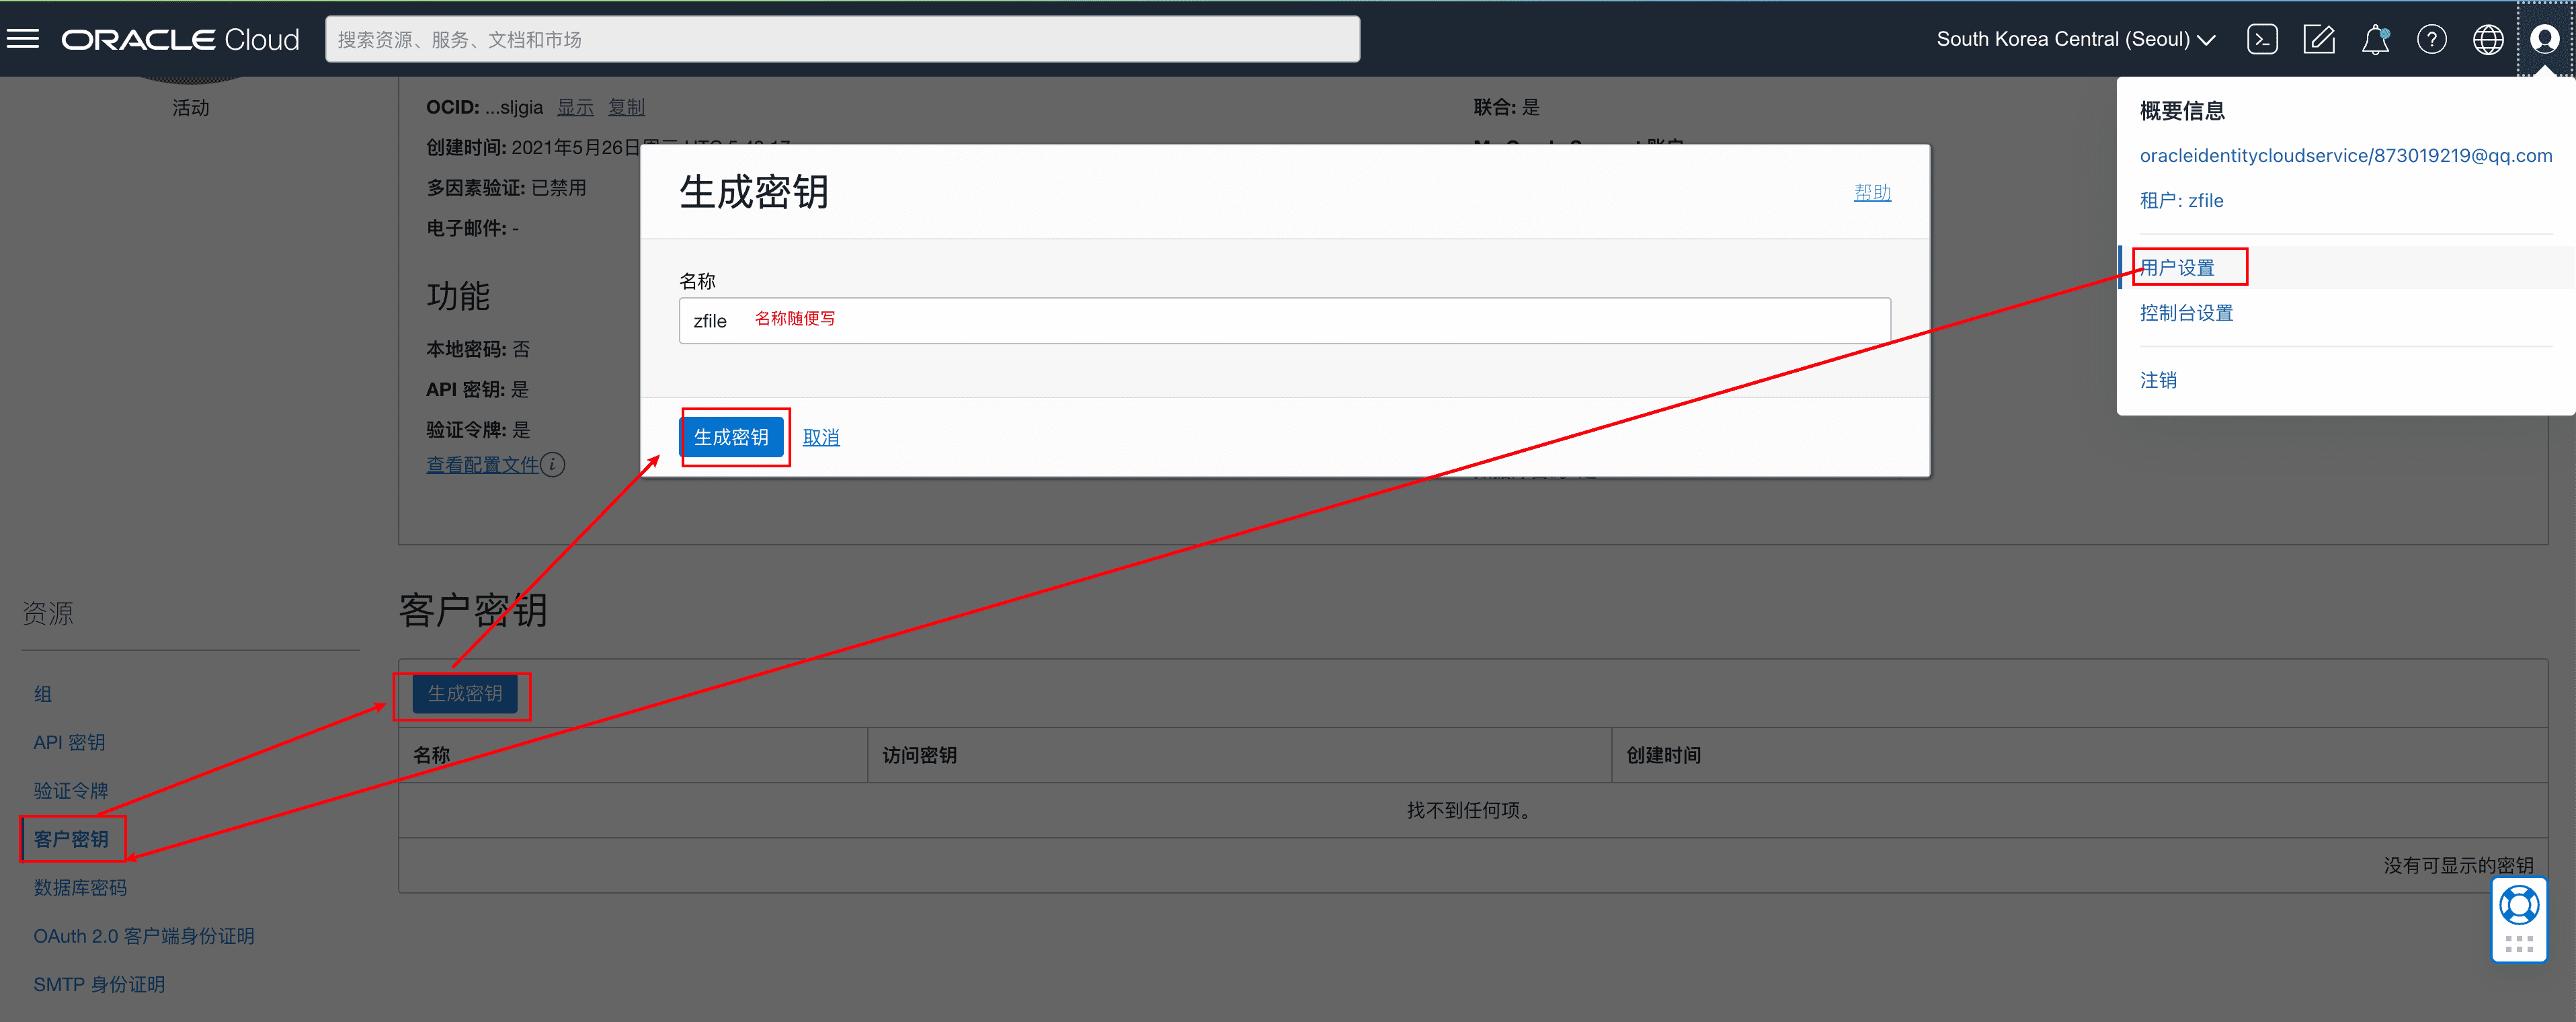 ORACLE Cloud
搜索资源、服务、文档和市场
South Korea Central (Seoul)
概要信息
oracleidentitycloudservice/873019219@qq.com
租户: zfile
用户设置
控制台设置
注销
活动
OCID: ...sljgia 显示 复制
联合: 是
创建时间: 2021年5月26日
多因素验证: 已禁用
电子邮件: -
功能
本地密码: 否
API 密钥: 是
验证令牌: 是
查看配置文件
生成密钥
帮助
名称
zfile 名称随便写
生成密钥 取消
资源
组
API 密钥
验证令牌
客户密钥
数据库密码
OAuth 2.0 客户端身份证明
SMTP 身份证明
客户密钥
生成密钥
名称 访问密钥 创建时间
找不到任何项。
没有可显示的密钥